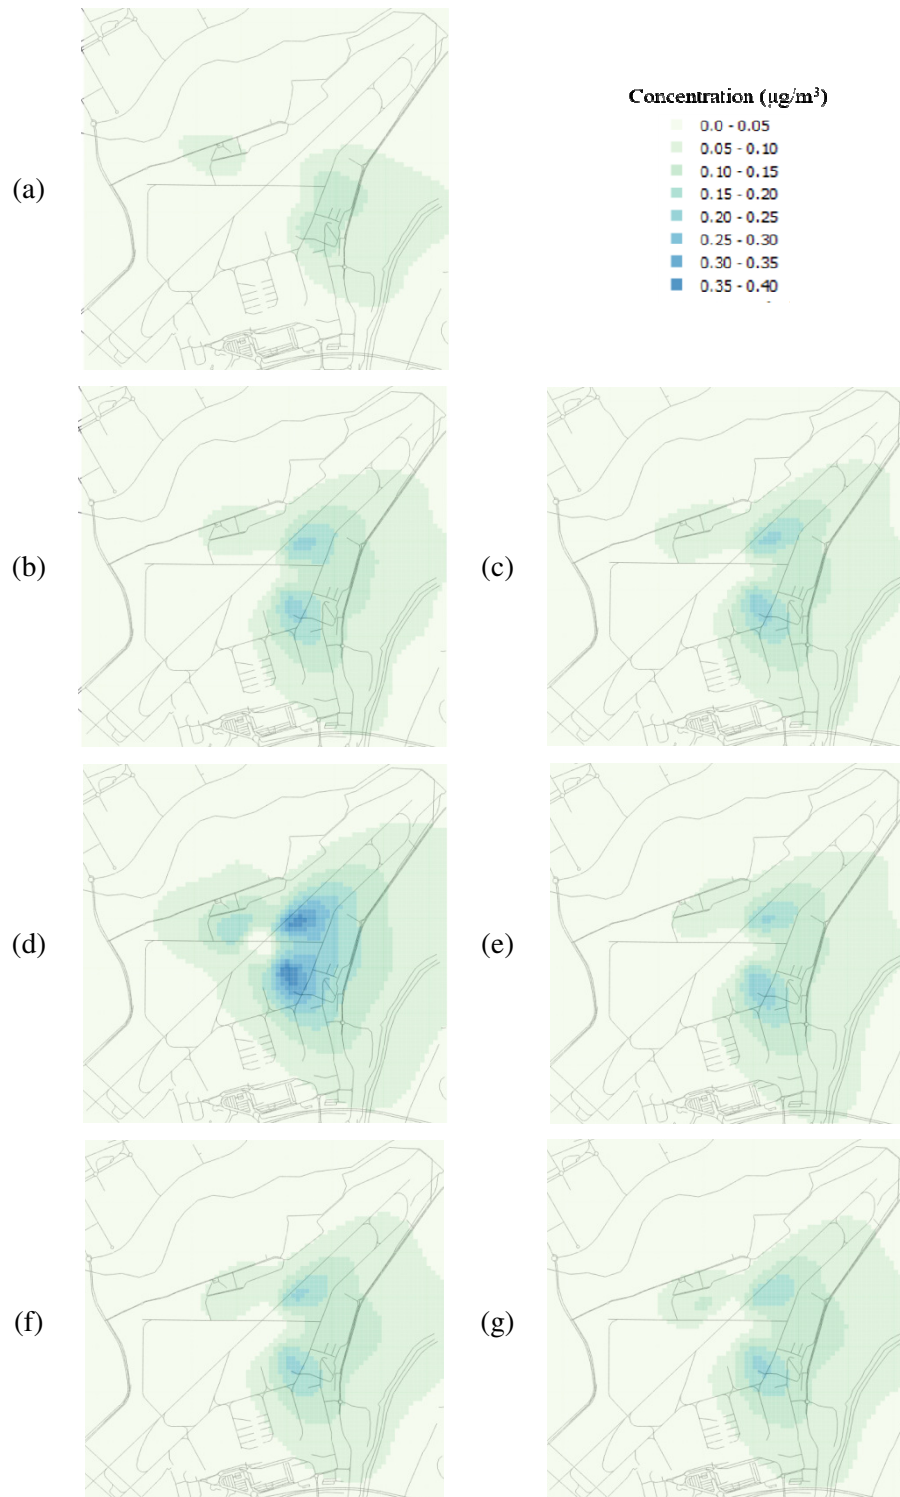 (a)
Concentration (µg/m³)
0.0 - 0.05
0.05 - 0.10
0.10 - 0.15
0.15 - 0.20
0.20 - 0.25
0.25 - 0.30
0.30 - 0.35
0.35 - 0.40
(b)
(c)
(d)
(e)
(f)
(g)